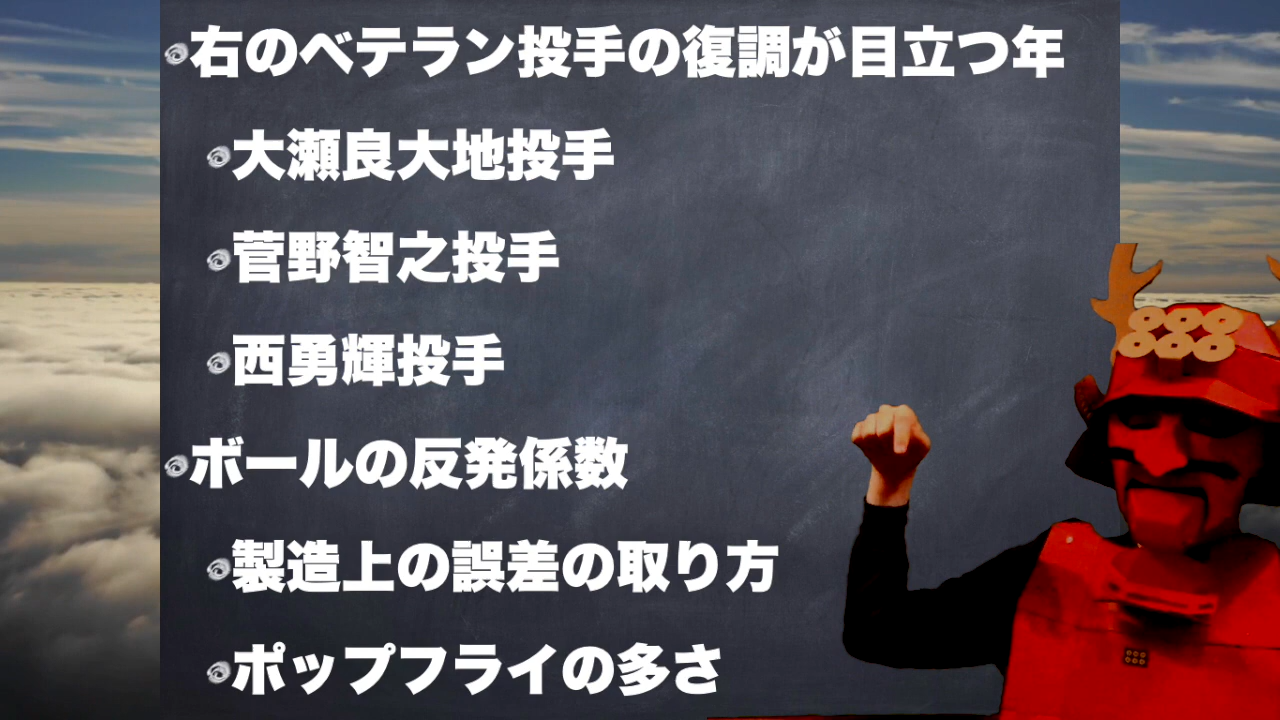 右のベテラン投手の復調が目立つ年
大瀬良大地投手
菅野智之投手
西勇輝投手
ボールの反発係数
製造上の誤差の取り方
ポップフライの多さ